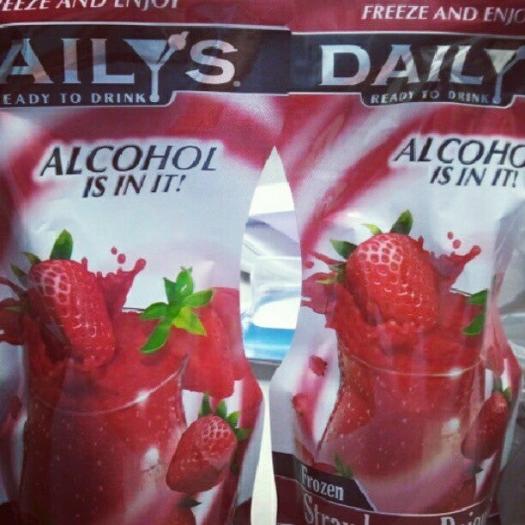 FREEZE AND ENJOY
AILY'S
READY TO DRINK
ALCOHOL
IS IN IT!
FREEZE AND ENJO
DAILY
READY TO DRINK
ALCOHO
IS IN IT!
Frozen